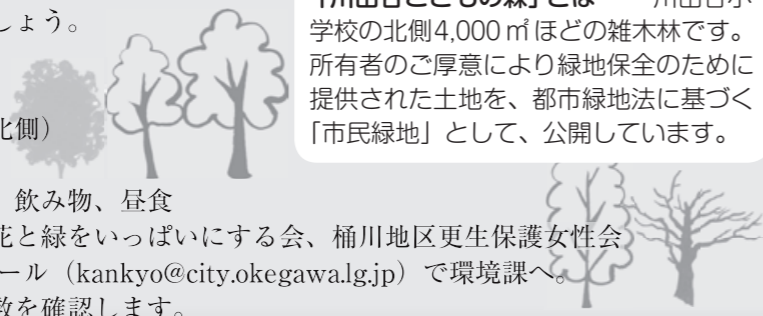 しょう。
北側）
飲み物、昼食
花と緑をいっぱいにする会、桶川地区更生保護女性会
ール（kankyo@city.okegawa.lg.jp）で環境課へ。
数を確認します。
「川田谷こどもの森」とは　川田谷小
学校の北側4,000㎡ほどの雑木林です。
所有者のご厚意により緑地保全のために
提供された土地を、都市緑地法に基づく
「市民緑地」として、公開しています。